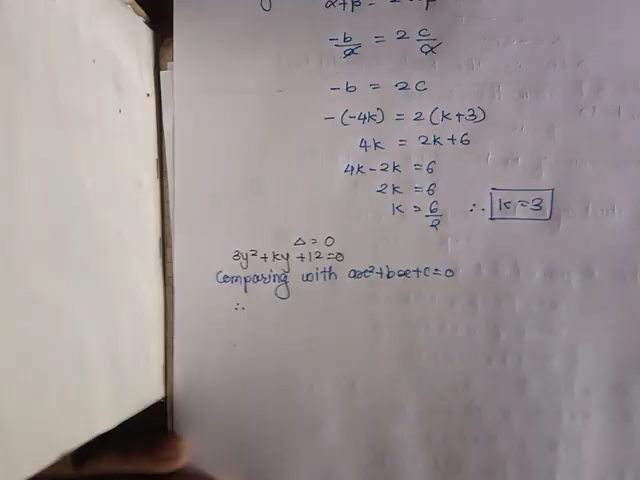 α+β = 2
-b/a = 2 c/a
-b = 2c
-(-4k) = 2(k+3)
4k = 2k+6
4k-2k = 6
2k = 6
k = 6/2 ∴ k=3
Δ = 0
3y²+ky+12=0
Comparing with ax²+bx+c=0
∴